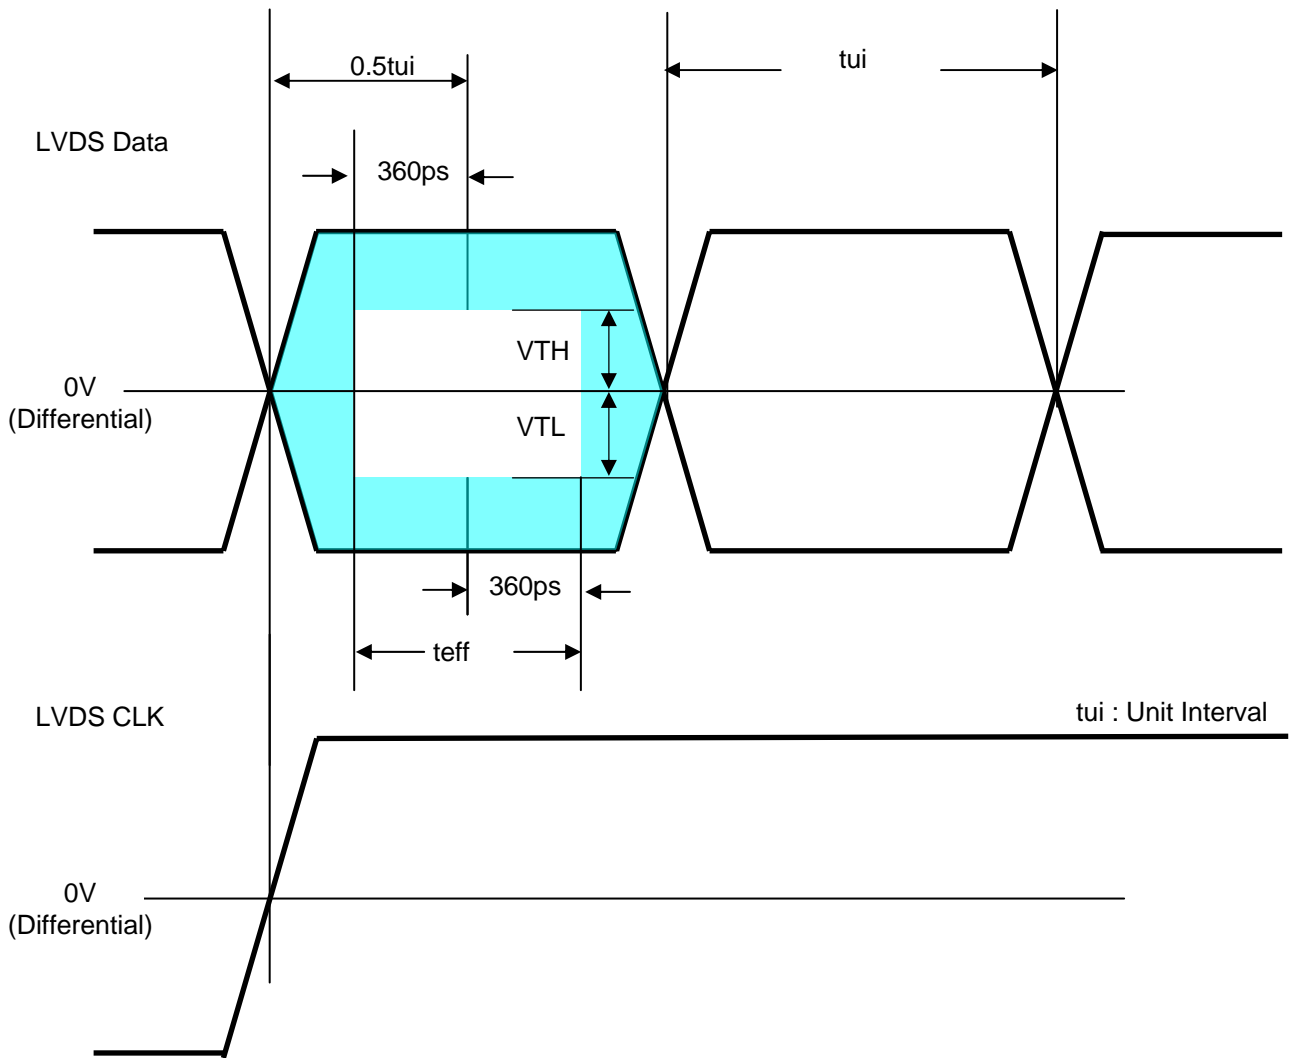 0.5tui
tui
LVDS Data
360ps
VTH
0V
(Differential)
VTL
360ps
teff
LVDS CLK
tui : Unit Interval
0V
(Differential)